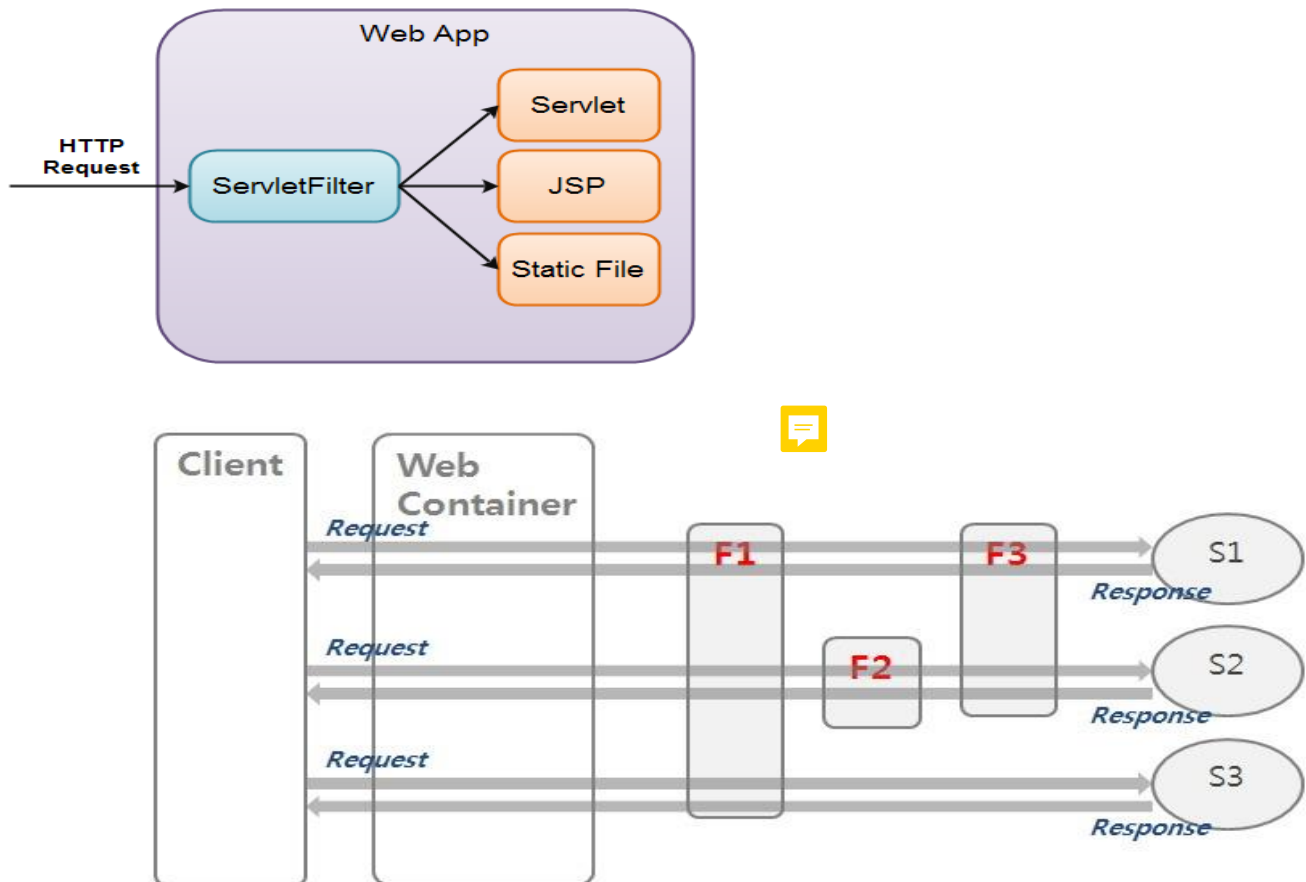 Web App
Servlet
HTTP
Request
ServletFilter
JSP
Static File
Client
Web
Container
Request
F1
F3
S1
Response
Request
F2
S2
Response
Request
S3
Response